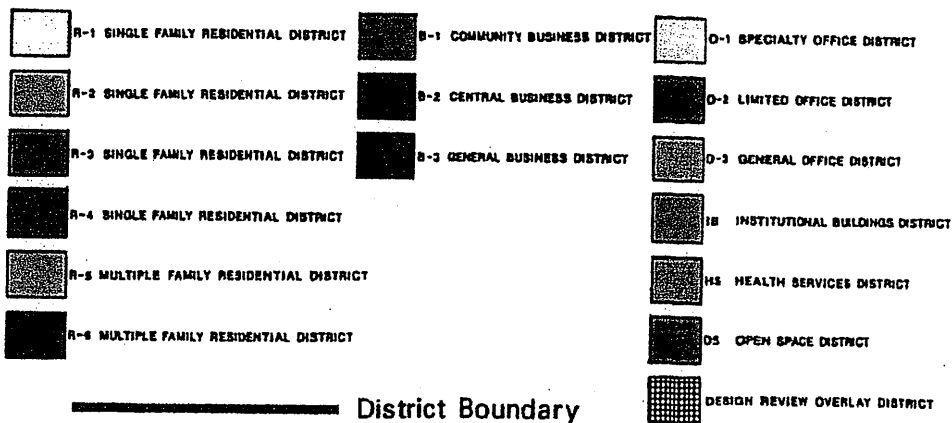 R-1 SINGLE FAMILY RESIDENTIAL DISTRICT
R-2 SINGLE FAMILY RESIDENTIAL DISTRICT
R-3 SINGLE FAMILY RESIDENTIAL DISTRICT
R-4 SINGLE FAMILY RESIDENTIAL DISTRICT
R-5 MULTIPLE FAMILY RESIDENTIAL DISTRICT
R-6 MULTIPLE FAMILY RESIDENTIAL DISTRICT
B-1 COMMUNITY BUSINESS DISTRICT
B-2 CENTRAL BUSINESS DISTRICT
B-3 GENERAL BUSINESS DISTRICT
O-1 SPECIALTY OFFICE DISTRICT
O-2 LIMITED OFFICE DISTRICT
O-3 GENERAL OFFICE DISTRICT
IB INSTITUTIONAL BUILDINGS DISTRICT
HS HEALTH SERVICES DISTRICT
OS OPEN SPACE DISTRICT
DESIGN REVIEW OVERLAY DISTRICT
District Boundary